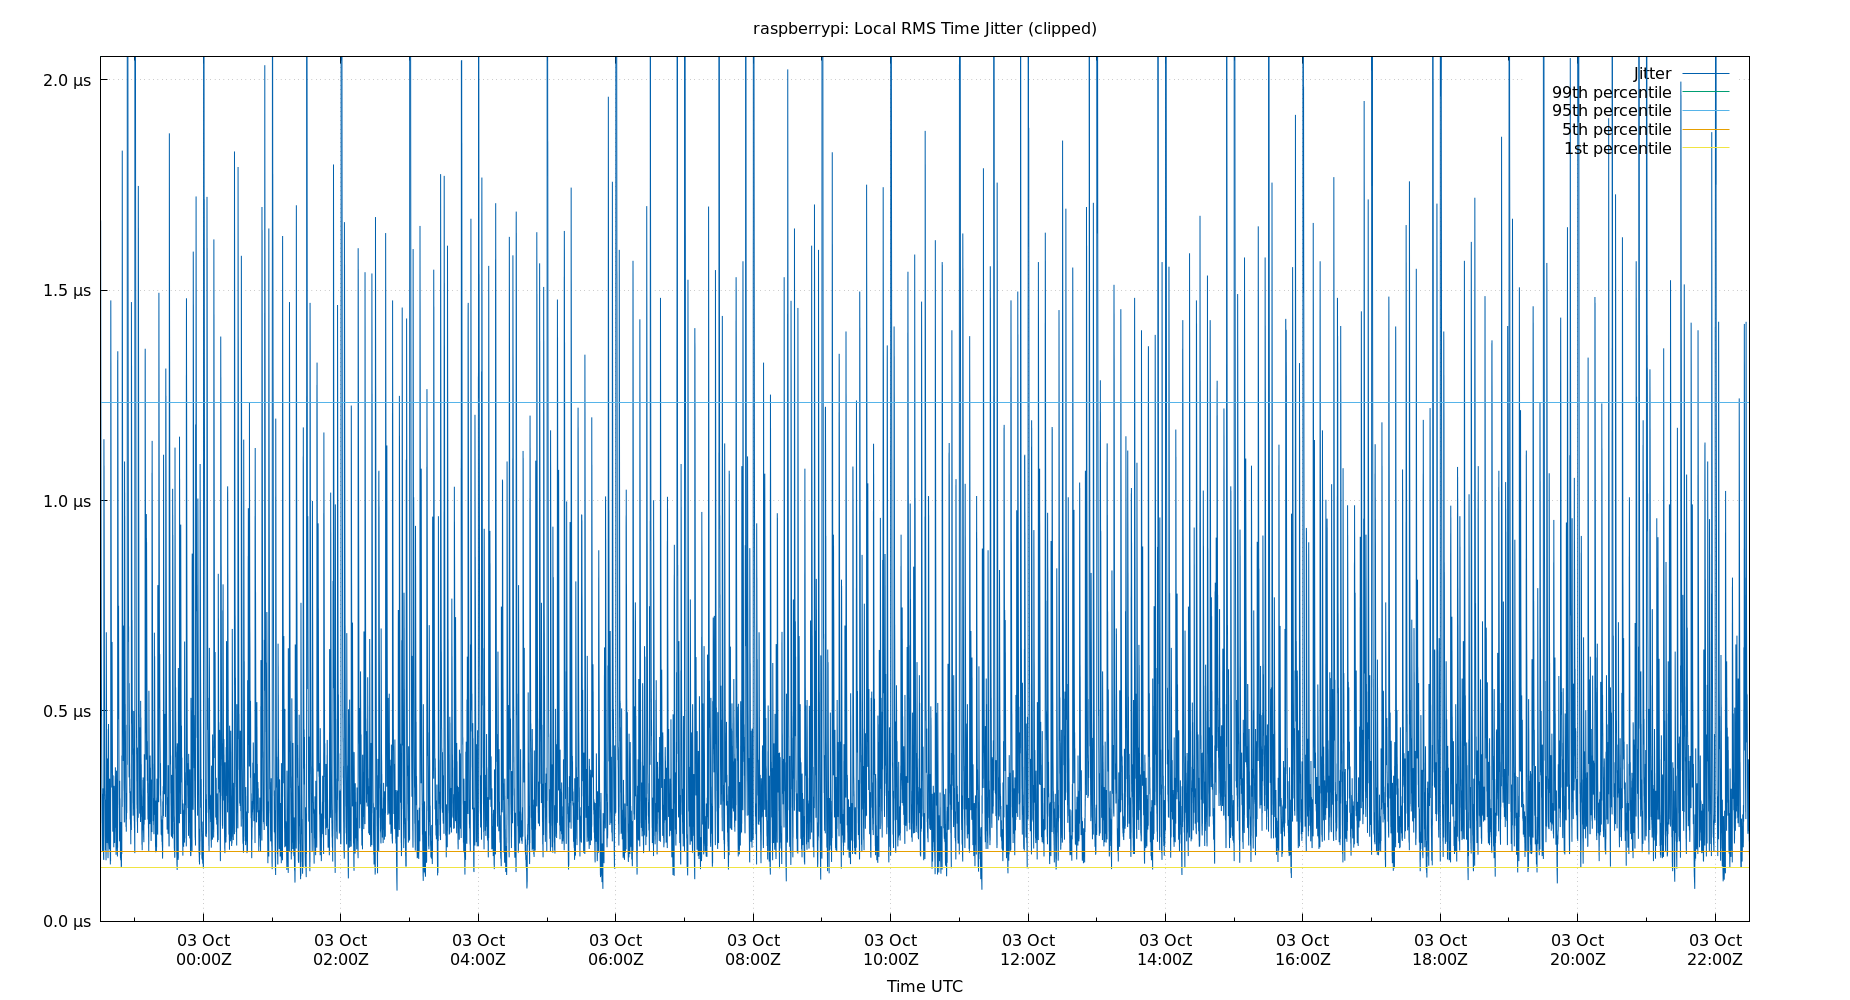 raspberrypi: Local RMS Time Jitter (clipped)
2.0 µs
1.5 µs
1.0 µs
0.5 µs
0.0 µs
Jitter
99th percentile
95th percentile
5th percentile
1st percentile
03 Oct 03 Oct 03 Oct 03 Oct 03 Oct 03 Oct 03 Oct 03 Oct 03 Oct 03 Oct 03 Oct 03 Oct
00:00Z 02:00Z 04:00Z 06:00Z 08:00Z 10:00Z 12:00Z 14:00Z 16:00Z 18:00Z 20:00Z 22:00Z
Time UTC